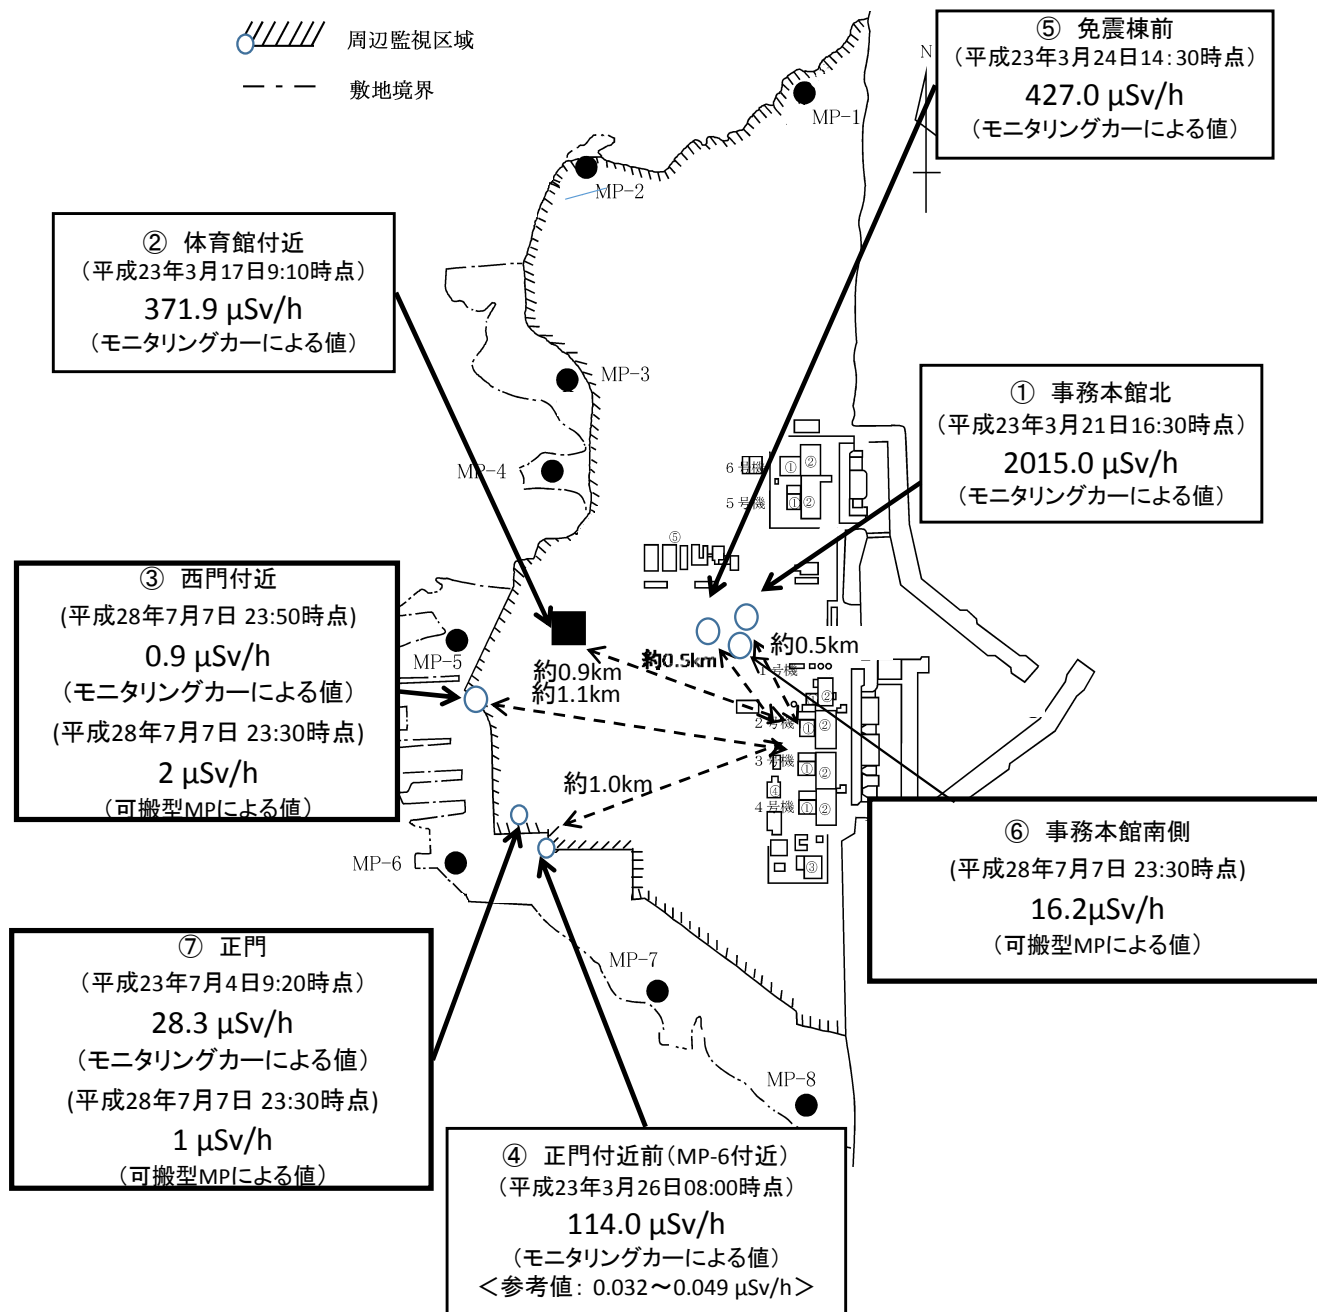 周辺監視区域
敷地境界
⑤ 免震棟前
(平成23年3月24日14:30時点)
427.0 μSv/h
(モニタリングカーによる値)
N
MP-1
MP-2
② 体育館付近
(平成23年3月17日9:10時点)
371.9 μSv/h
(モニタリングカーによる値)
MP-3
MP-4
① 事務本館北
(平成23年3月21日16:30時点)
2015.0 μSv/h
(モニタリングカーによる値)
6号機
①
②
5号機
①
②
⑤
③ 西門付近
(平成28年7月7日 23:50時点)
0.9 μSv/h
(モニタリングカーによる値)
(平成28年7月7日 23:30時点)
2 μSv/h
(可搬型MPによる値)
MP-5
約0.9km
約1.1km
約0.5km
約0.5km
1号機
②
2号機
①
②
3号機
①
②
④
4号機
①
②
③
約1.0km
MP-6
⑥ 事務本館南側
(平成28年7月7日 23:30時点)
16.2μSv/h
(可搬型MPによる値)
⑦ 正門
(平成23年7月4日9:20時点)
28.3 μSv/h
(モニタリングカーによる値)
(平成28年7月7日 23:30時点)
1 μSv/h
(可搬型MPによる値)
MP-7
MP-8
④ 正門付近前(MP-6付近)
(平成23年3月26日08:00時点)
114.0 μSv/h
(モニタリングカーによる値)
＜参考値: 0.032～0.049 μSv/h＞